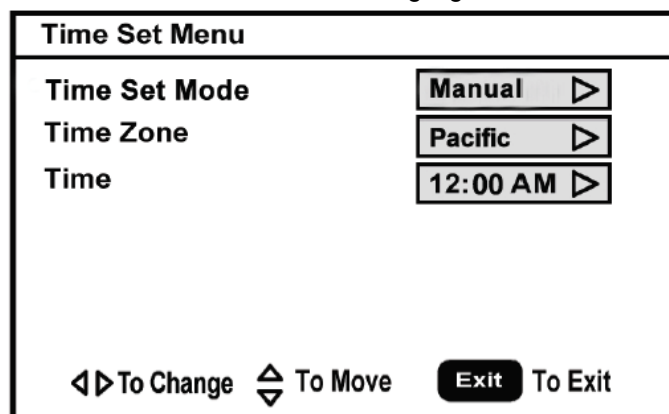 Time Set Menu
Time Set Mode Manual
Time Zone Pacific
Time 12:00 AM
To Change To Move Exit To Exit